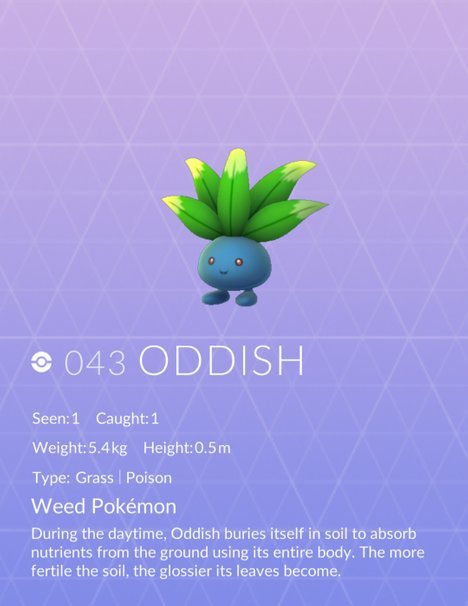 043 ODDISH
Seen:1 Caught:1
Weight:5.4kg Height:0.5m
Type: Grass | Poison
Weed Pokémon
During the daytime, Oddish buries itself in soil to absorb
nutrients from the ground using its entire body. The more
fertile the soil, the glossier its leaves become.